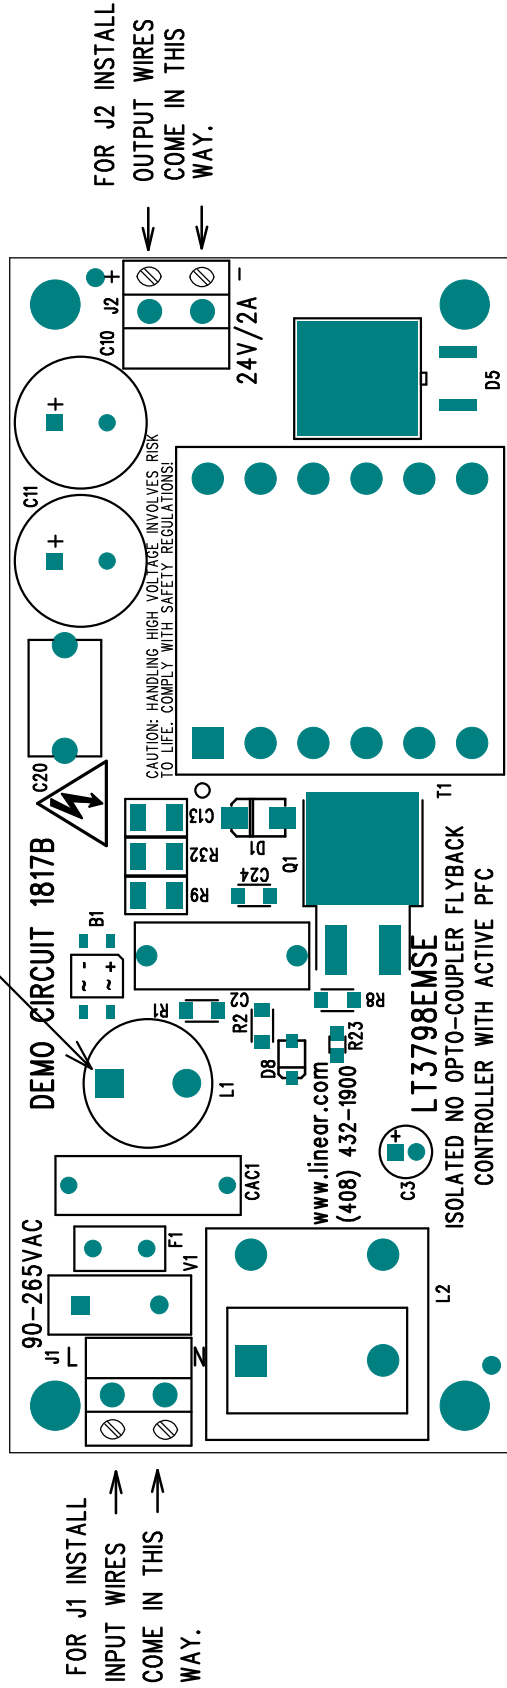 FOR J2 INSTALL
OUTPUT WIRES
COME IN THIS
WAY.
+
-
J2
C10
24V/2A
+
C11
+
D5
CAUTION: HANDLING HIGH VOLTAGE INVOLVES RISK
TO LIFE. COMPLY WITH SAFETY REGULATIONS!
C20
T1
C13
R32
R9
D1
C24
Q1
DEMO CIRCUIT 1817B
B1
~ -
~ +
R1
C2
R2
R8
D8
R23
L1
www.linear.com
(408) 432-1900
LT3798EMSE
ISOLATED NO OPTO-COUPLER FLYBACK
CONTROLLER WITH ACTIVE PFC
+
C3
CAC1
F1
V1
90-265VAC
J1
L
N
L2
FOR J1 INSTALL
INPUT WIRES
COME IN THIS
WAY.